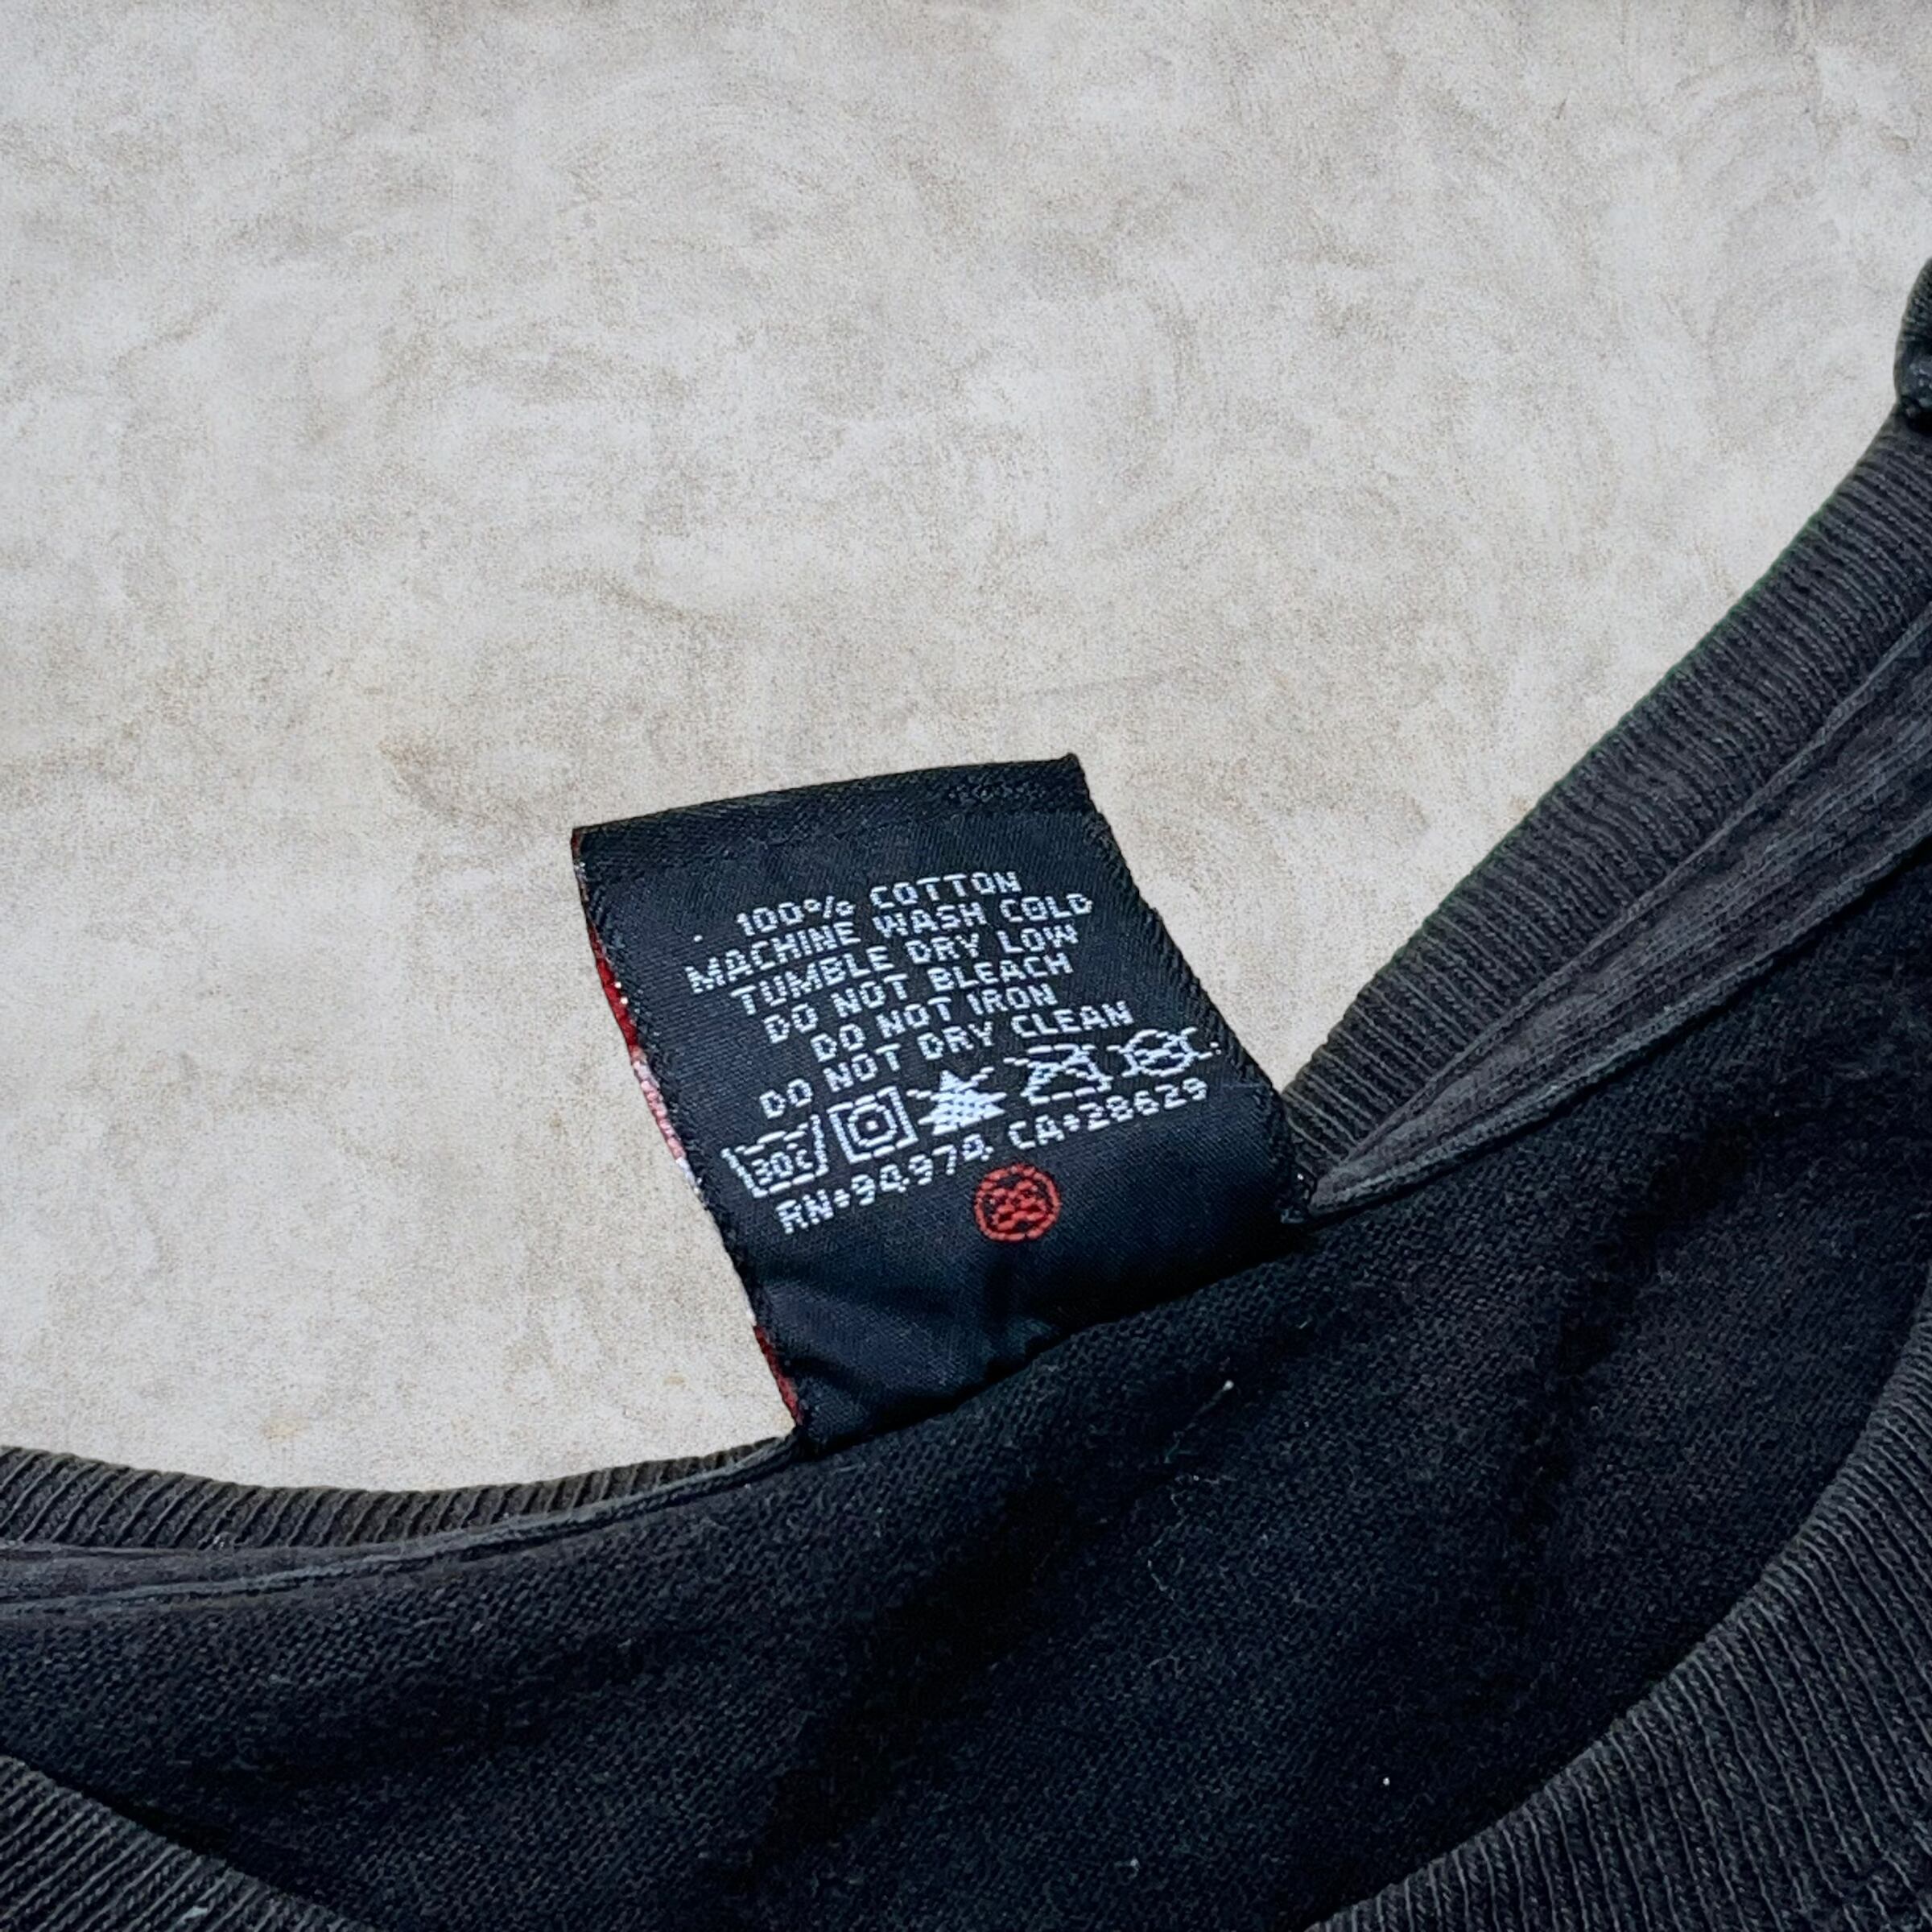 100% COTTON
MACHINE WASH COLD
TUMBLE DRY LOW
DO NOT BLEACH
DO NOT IRON
DO NOT DRY CLEAN
30C
RN#94974 CA#28629